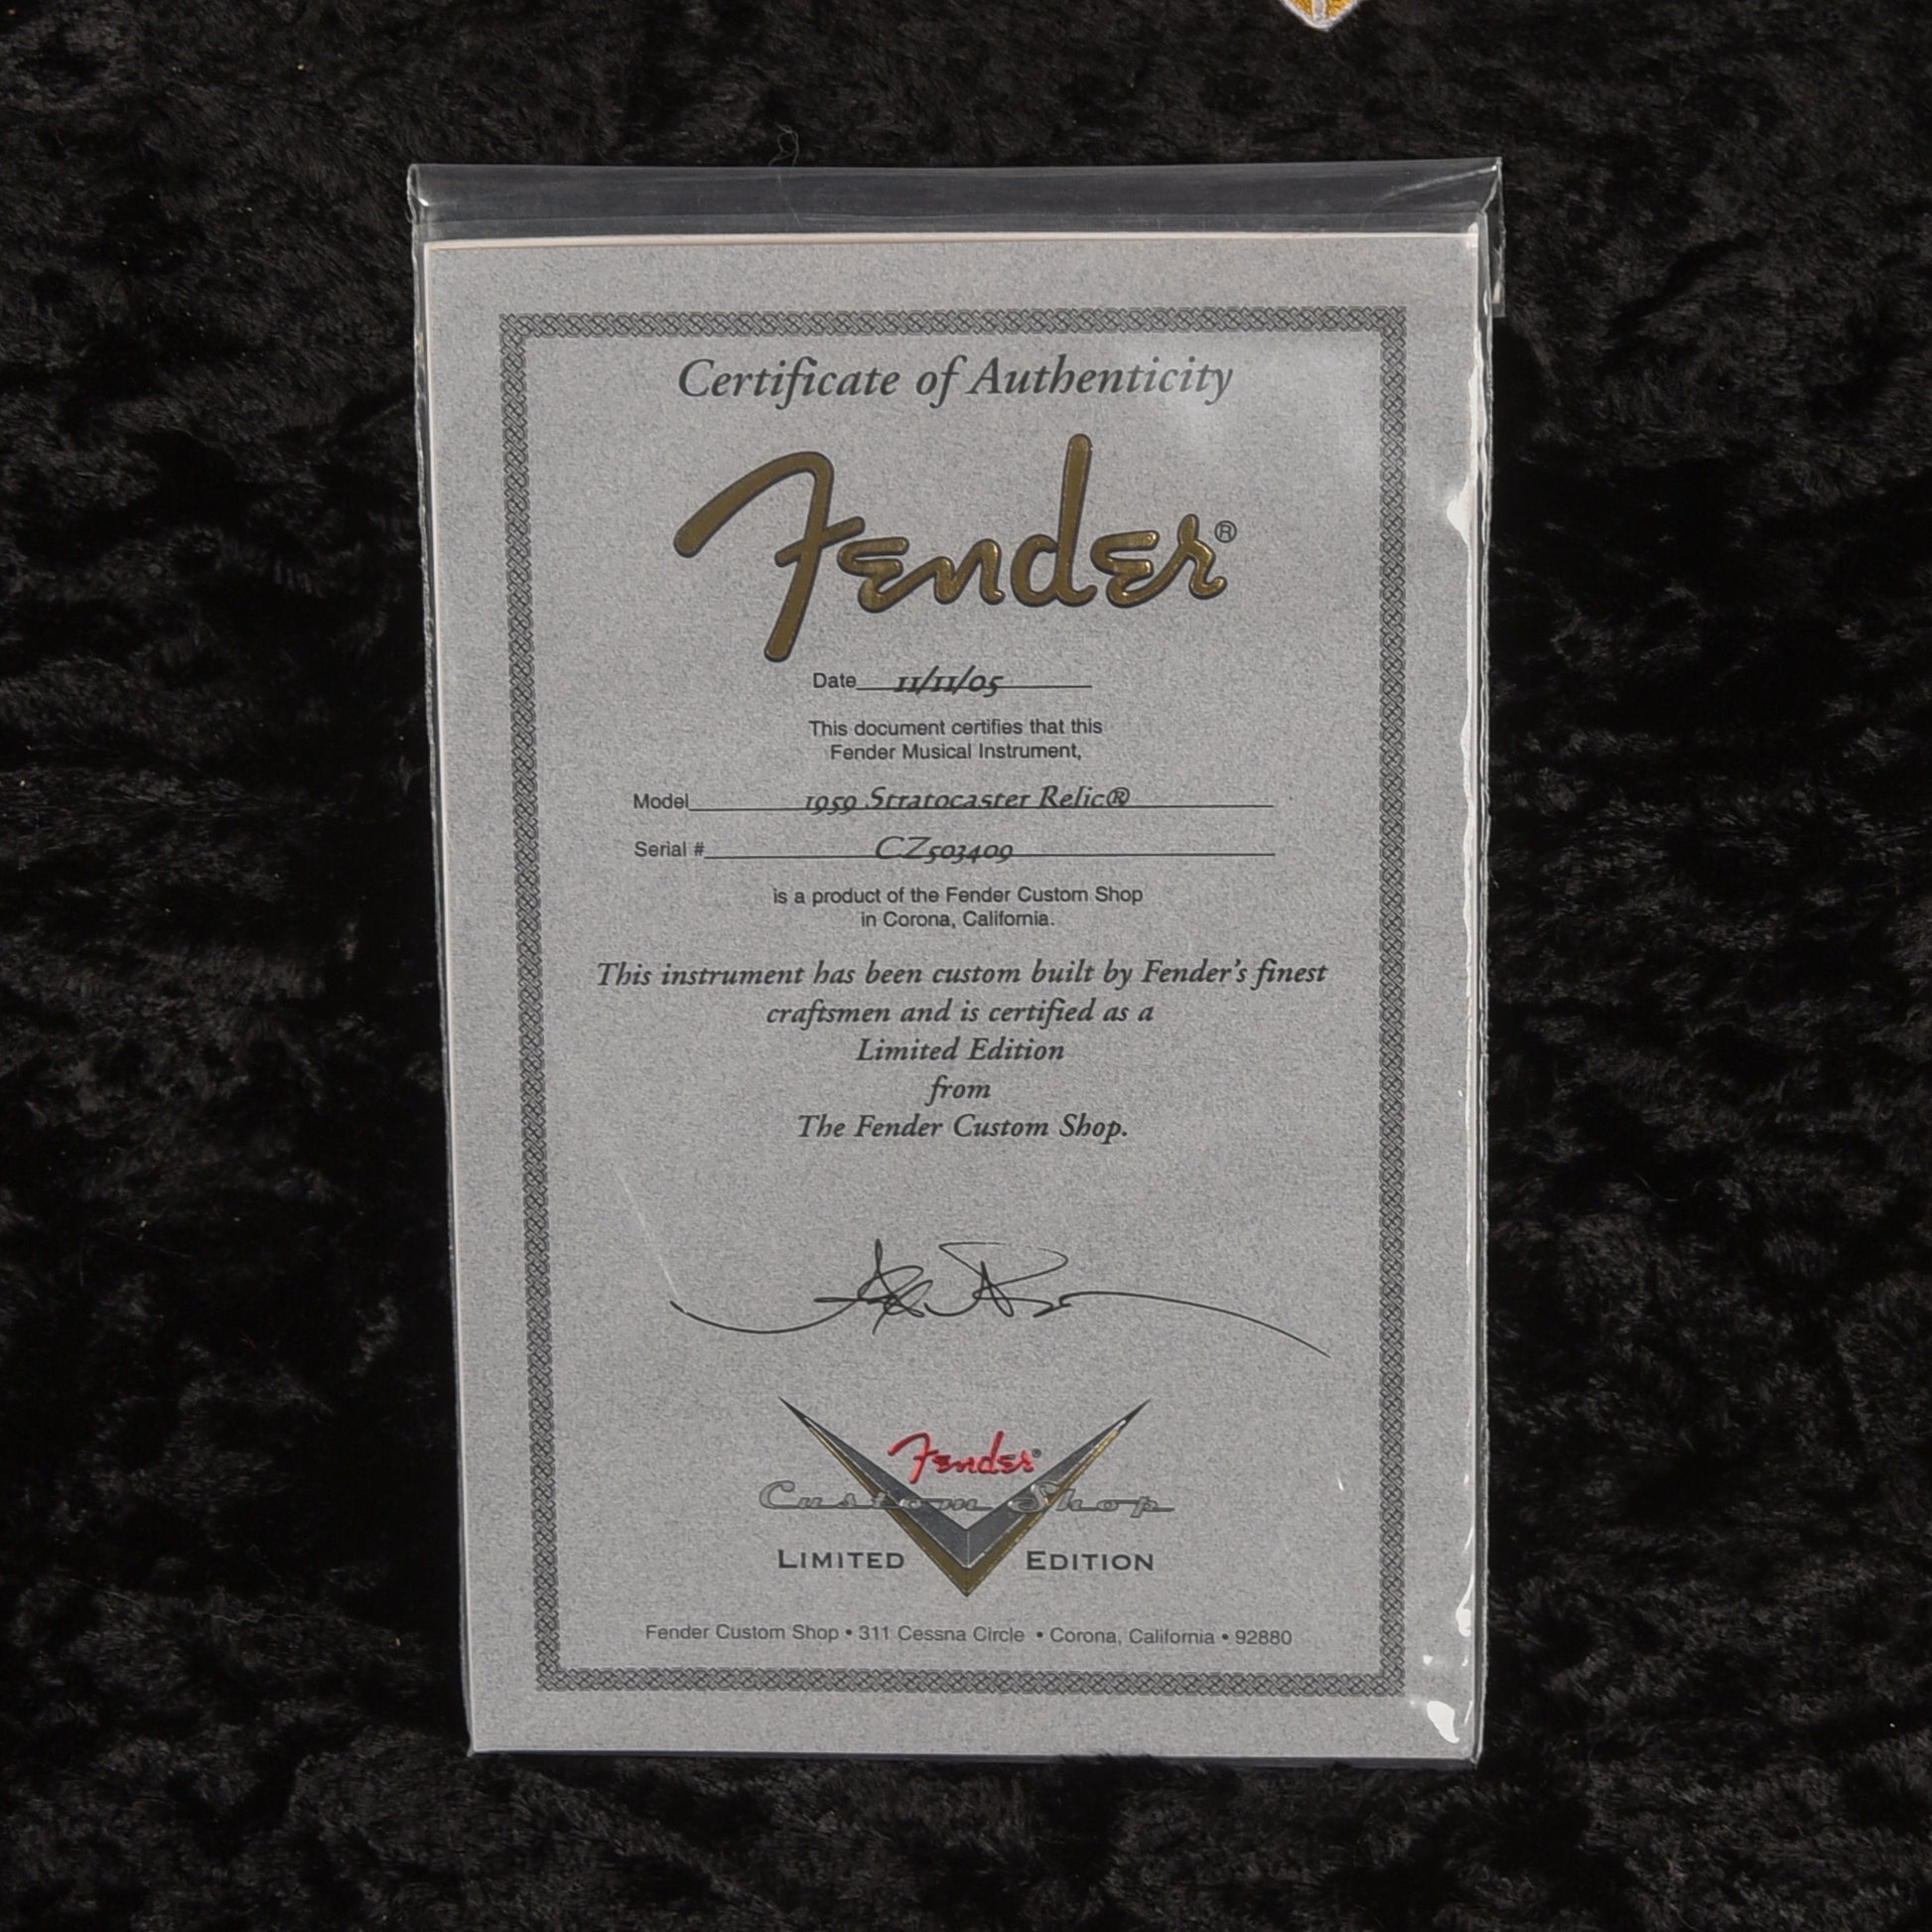 Certificate of Authenticity
Fender®
Date 11/11/05
This document certifies that this
Fender Musical Instrument,
Model 1959 Stratocaster Relic®
Serial # CZ503409
is a product of the Fender Custom Shop
in Corona, California.
This instrument has been custom built by Fender's finest
craftsmen and is certified as a
Limited Edition
from
The Fender Custom Shop.
Fender®
Custom Shop
LIMITED EDITION
Fender Custom Shop • 311 Cessna Circle • Corona, California • 92880